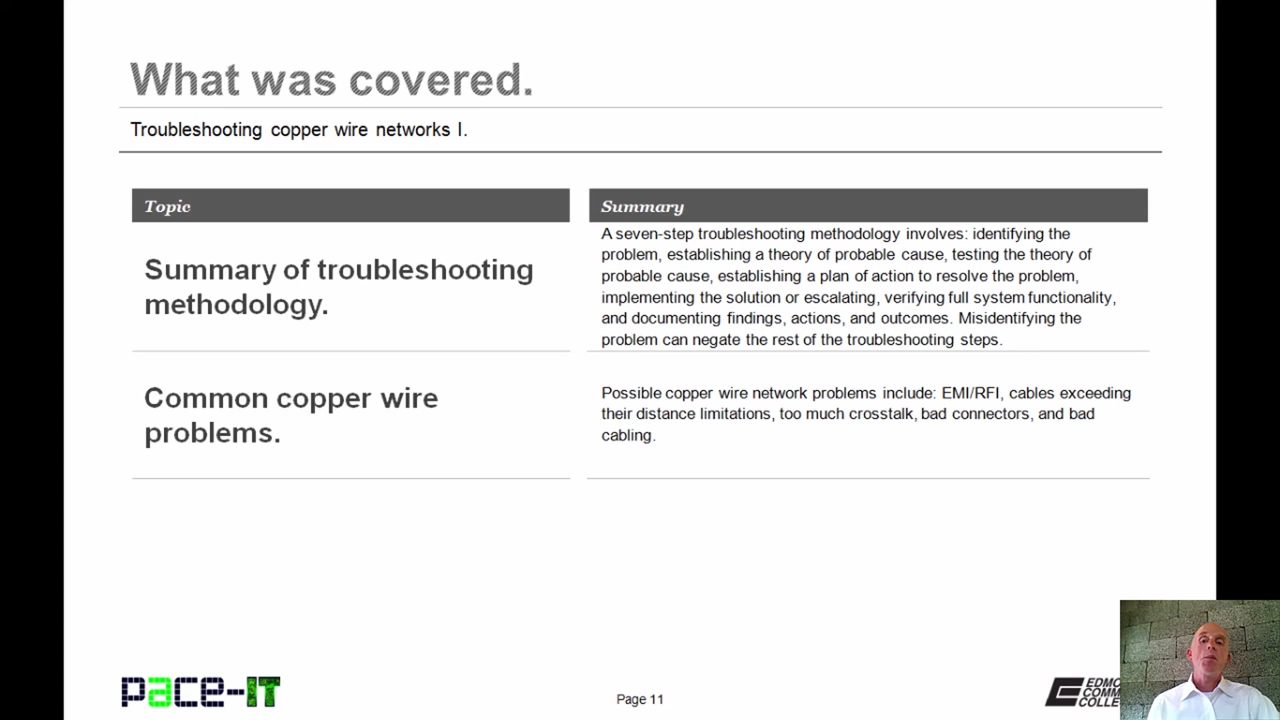 What was covered.
Troubleshooting copper wire networks I.
Topic
Summary
Summary of troubleshooting
methodology.
A seven-step troubleshooting methodology involves: identifying the
problem, establishing a theory of probable cause, testing the theory of
probable cause, establishing a plan of action to resolve the problem,
implementing the solution or escalating, verifying full system functionality,
and documenting findings, actions, and outcomes. Misidentifying the
problem can negate the rest of the troubleshooting steps.
Common copper wire
problems.
Possible copper wire network problems include: EMI/RFI, cables exceeding
their distance limitations, too much crosstalk, bad connectors, and bad
cabling.
pace-IT
Page 11